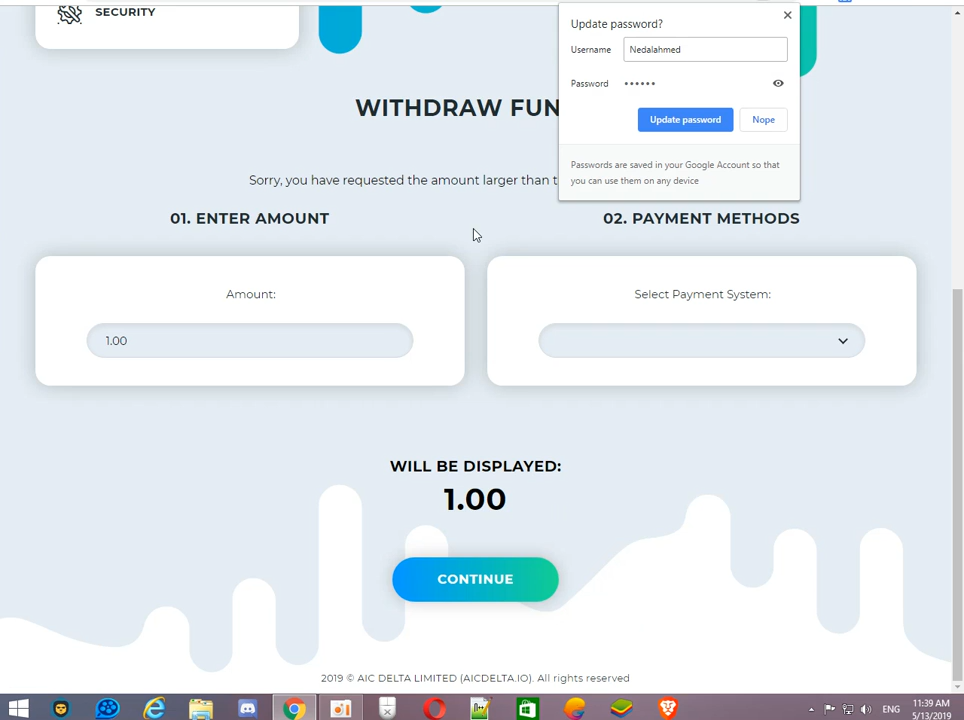 SECURITY
Update password?
Username
Nedalahmed
Password
••••••
Update password
Nope
Passwords are saved in your Google Account so that
you can use them on any device
WITHDRAW FUN
Sorry, you have requested the amount larger than t
01. ENTER AMOUNT
02. PAYMENT METHODS
Amount:
Select Payment System:
1.00
WILL BE DISPLAYED:
1.00
CONTINUE
2019 © AIC DELTA LIMITED (AICDELTA.IO). All rights reserved
ENG
11:39 AM
5/13/2019